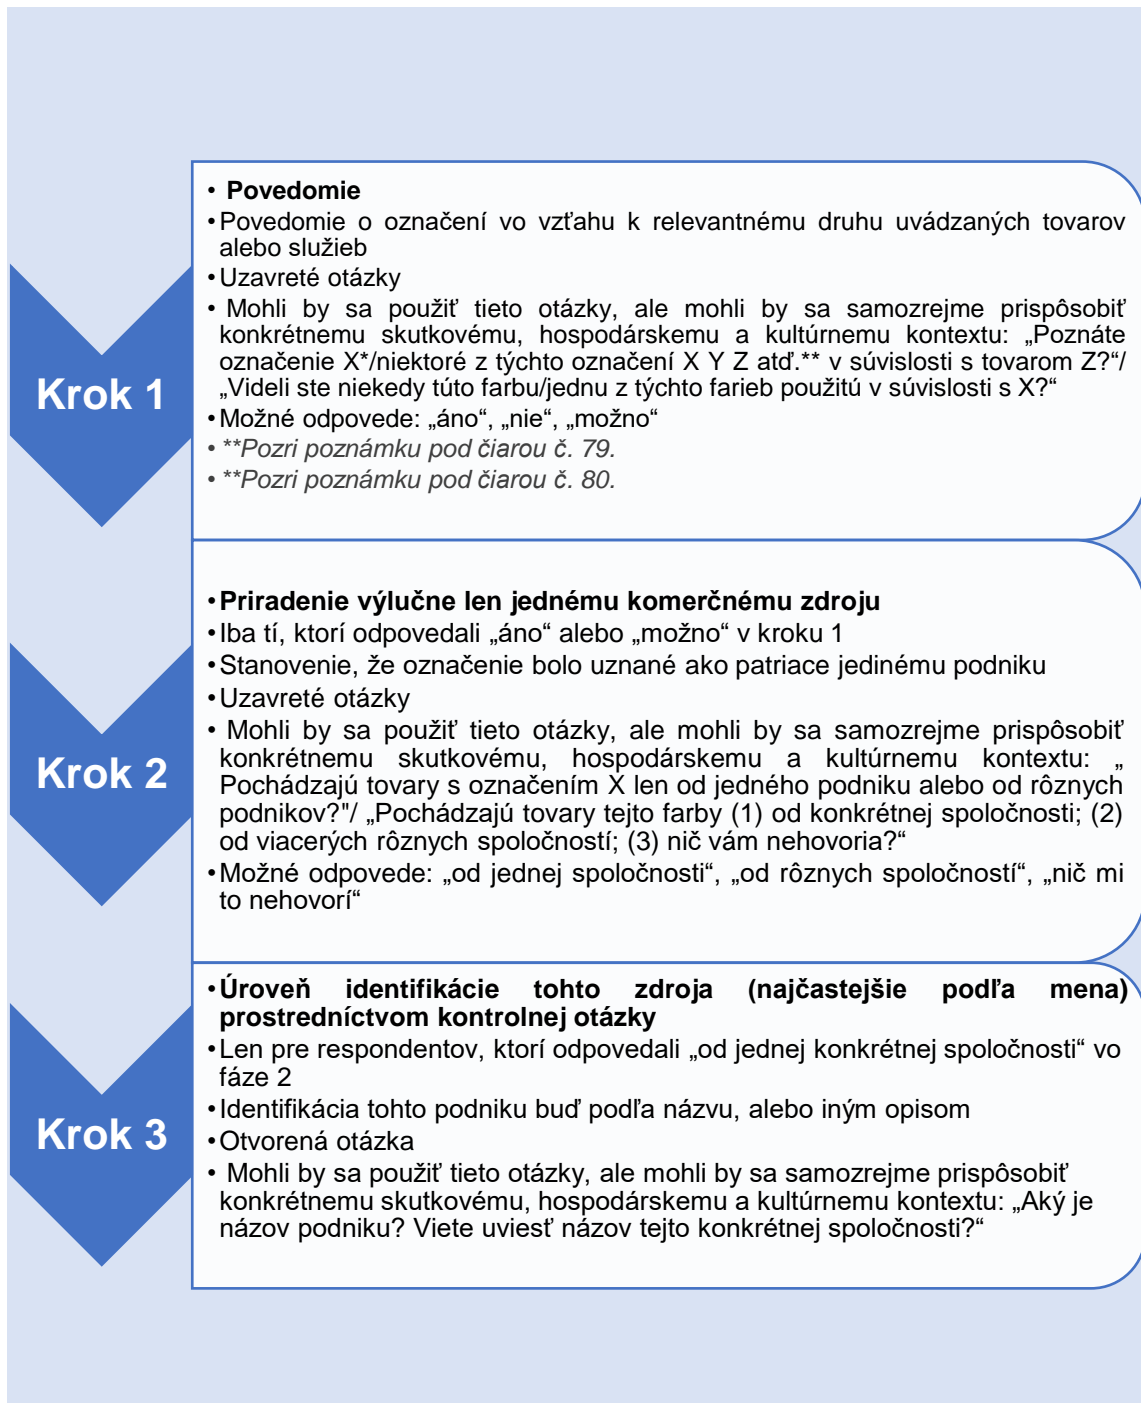 Krok 1
• Povedomie
• Povedomie o označení vo vzťahu k relevantnému druhu uvádzaných tovarov
alebo služieb
• Uzavreté otázky
• Mohli by sa použiť tieto otázky, ale mohli by sa samozrejme prispôsobiť
konkrétnemu skutkovému, hospodárskemu a kultúrnemu kontextu: „Poznáte
označenie X*/niektoré z týchto označení X Y Z atď.** v súvislosti s tovarom Z?“/
„Videli ste niekedy túto farbu/jednu z týchto farieb použitú v súvislosti s X?“
• Možné odpovede: „áno“, „nie“, „možno“
• **Pozri poznámku pod čiarou č. 79.
• **Pozri poznámku pod čiarou č. 80.
Krok 2
• Priradenie výlučne len jednému komerčnému zdroju
• Iba tí, ktorí odpovedali „áno“ alebo „možno“ v kroku 1
• Stanovenie, že označenie bolo uznané ako patriace jedinému podniku
• Uzavreté otázky
• Mohli by sa použiť tieto otázky, ale mohli by sa samozrejme prispôsobiť
konkrétnemu skutkovému, hospodárskemu a kultúrnemu kontextu: „
Pochádzajú tovary s označením X len od jedného podniku alebo od rôznych
podnikov?"/ „Pochádzajú tovary tejto farby (1) od konkrétnej spoločnosti; (2)
od viacerých rôznych spoločností; (3) nič vám nehovoria?“
• Možné odpovede: „od jednej spoločnosti“, „od rôznych spoločností“, „nič mi
to nehovorí“
Krok 3
• Úroveň identifikácie tohto zdroja (najčastejšie podľa mena)
prostredníctvom kontrolnej otázky
• Len pre respondentov, ktorí odpovedali „od jednej konkrétnej spoločnosti“ vo
fáze 2
• Identifikácia tohto podniku buď podľa názvu, alebo iným opisom
• Otvorená otázka
• Mohli by sa použiť tieto otázky, ale mohli by sa samozrejme prispôsobiť
konkrétnemu skutkovému, hospodárskemu a kultúrnemu kontextu: „Aký je
názov podniku? Viete uviesť názov tejto konkrétnej spoločnosti?“